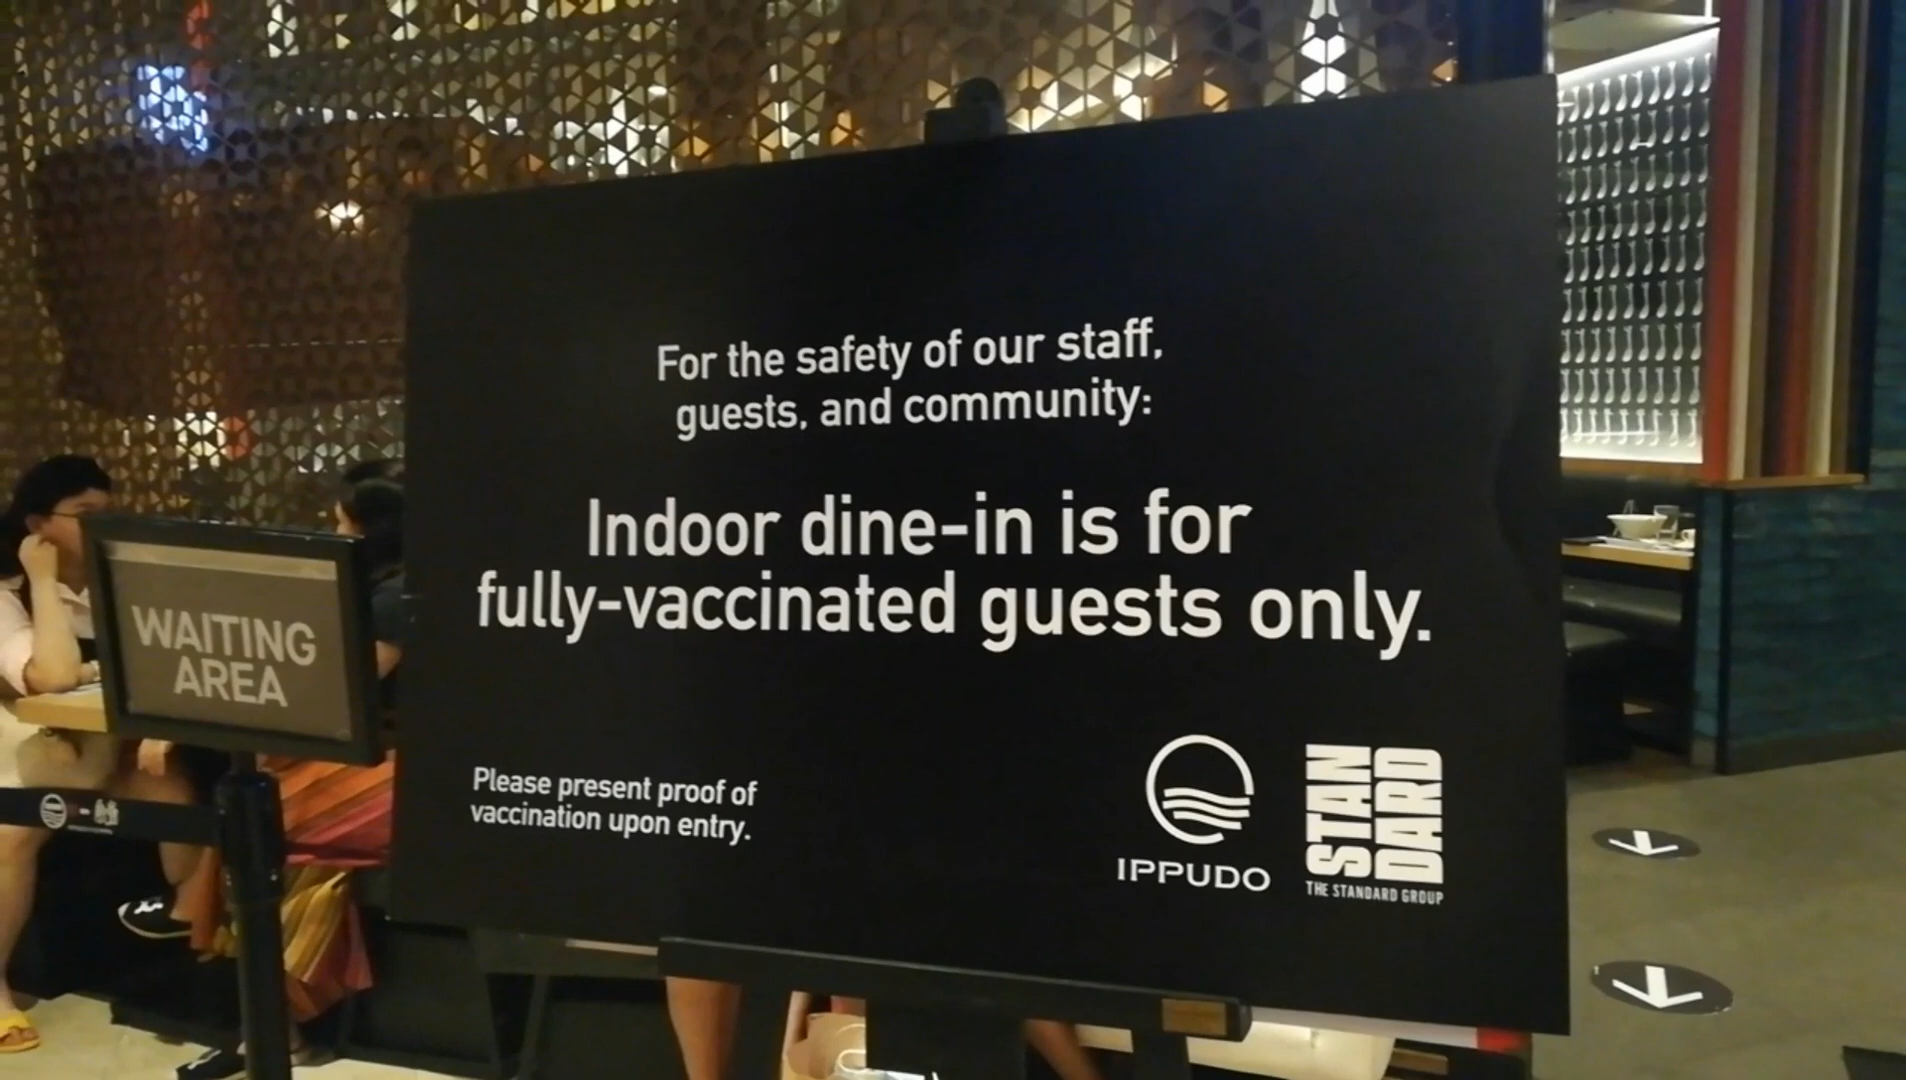 For the safety of our staff,
guests, and community:
Indoor dine-in is for
fully-vaccinated guests only.
Please present proof of
vaccination upon entry.
IPPUDO
STAN
DARD
THE STANDARD GROUP
WAITING
AREA